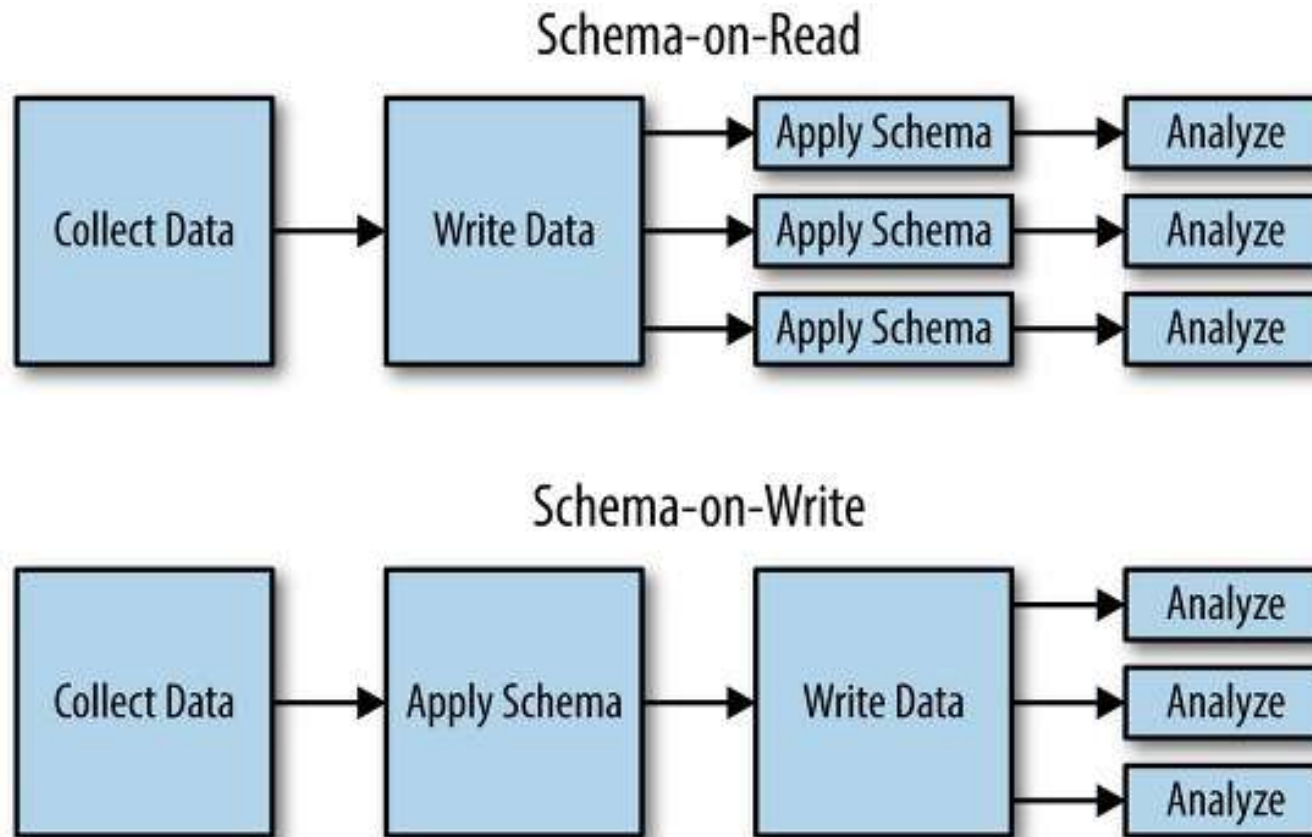 Schema-on-Read
Collect Data
Write Data
Apply Schema
Analyze
Apply Schema
Analyze
Apply Schema
Analyze
Schema-on-Write
Collect Data
Apply Schema
Write Data
Analyze
Analyze
Analyze